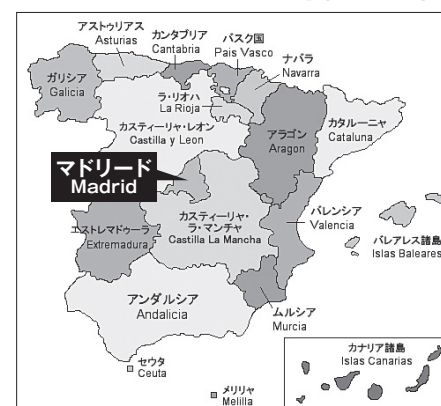 アストゥリアス
Asturias
カンタブリア
Cantabria
バスク国
Pais Vasco
ナバラ
Navarra
ガリシア
Galicia
ラ・リオハ
La Rioja
カスティーリャ・レオン
Castilla y Leon
アラゴン
Aragon
カタルーニャ
Cataluna
マドリード
Madrid
カスティーリャ・
ラ・マンチャ
Castilla La Mancha
エストレマドゥーラ
Extremadura
バレンシア
Valencia
バレアレス諸島
Islas Baleares
アンダルシア
Andalicia
ムルシア
Murcia
セウタ
Ceuta
メリリャ
Melilla
カナリア諸島
Islas Canarias